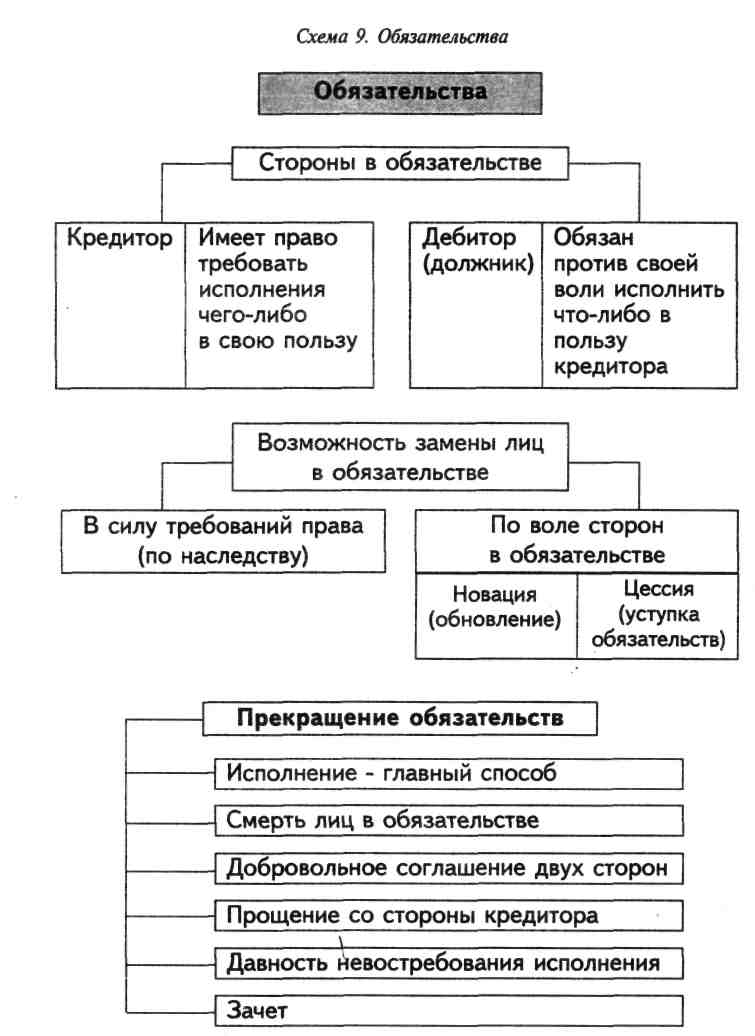 Схема 9. Обязательства
Обязательства
Стороны в обязательстве
Кредитор
Имеет право
требовать
исполнения
чего-либо
в свою пользу
Дебитор
(должник)
Обязан
против своей
воли исполнить
что-либо в
пользу
кредитора
Возможность замены лиц
в обязательстве
В силу требований права
(по наследству)
По воле сторон
в обязательстве
Новация
(обновление)
Цессия
(уступка
обязательств)
Прекращение обязательств
Исполнение - главный способ
Смерть лиц в обязательстве
Добровольное соглашение двух сторон
Прощение со стороны кредитора
Давность невостребования исполнения
Зачет